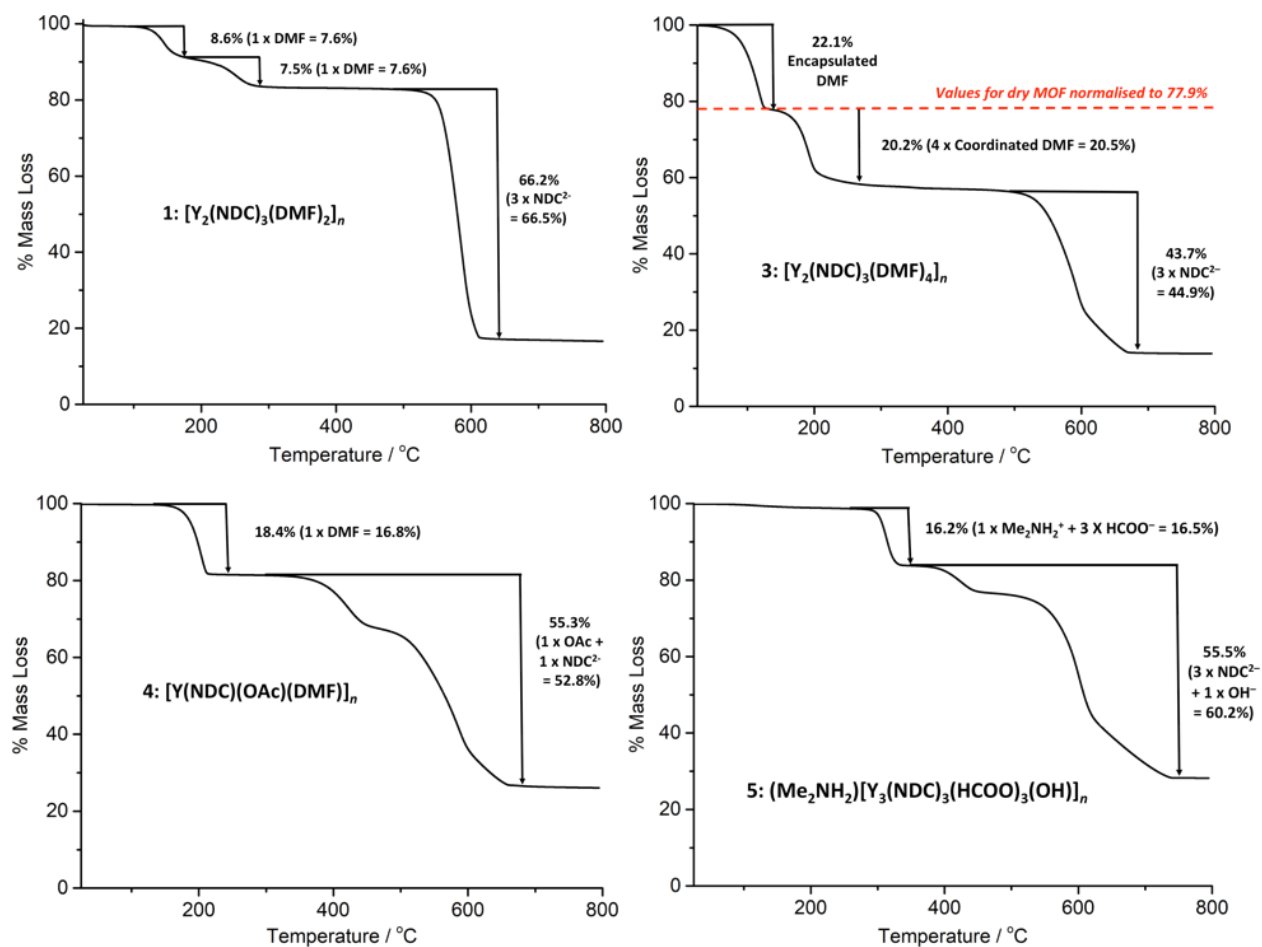 100
80
60
40
20
0
% Mass Loss
8.6% (1 x DMF = 7.6%)
7.5% (1 x DMF = 7.6%)
66.2%
(3 x NDC²⁻
= 66.5%)
1: [Y₂(NDC)₃(DMF)₂]ₙ
200
400
600
800
Temperature / °C
100
80
60
40
20
0
% Mass Loss
22.1%
Encapsulated
DMF
Values for dry MOF normalised to 77.9%
20.2% (4 x Coordinated DMF = 20.5%)
43.7%
(3 x NDC²⁻
= 44.9%)
3: [Y₂(NDC)₃(DMF)₄]ₙ
200
400
600
800
Temperature / °C
100
80
60
40
20
0
% Mass Loss
18.4% (1 x DMF = 16.8%)
55.3%
(1 x OAc +
1 x NDC²⁻
= 52.8%)
4: [Y(NDC)(OAc)(DMF)]ₙ
200
400
600
800
Temperature / °C
100
80
60
40
20
0
% Mass Loss
16.2% (1 x Me₂NH₂⁺ + 3 X HCOO⁻ = 16.5%)
55.5%
(3 x NDC²⁻
+ 1 x OH⁻
= 60.2%)
5: (Me₂NH₂)[Y₃(NDC)₃(HCOO)₃(OH)]ₙ
200
400
600
800
Temperature / °C